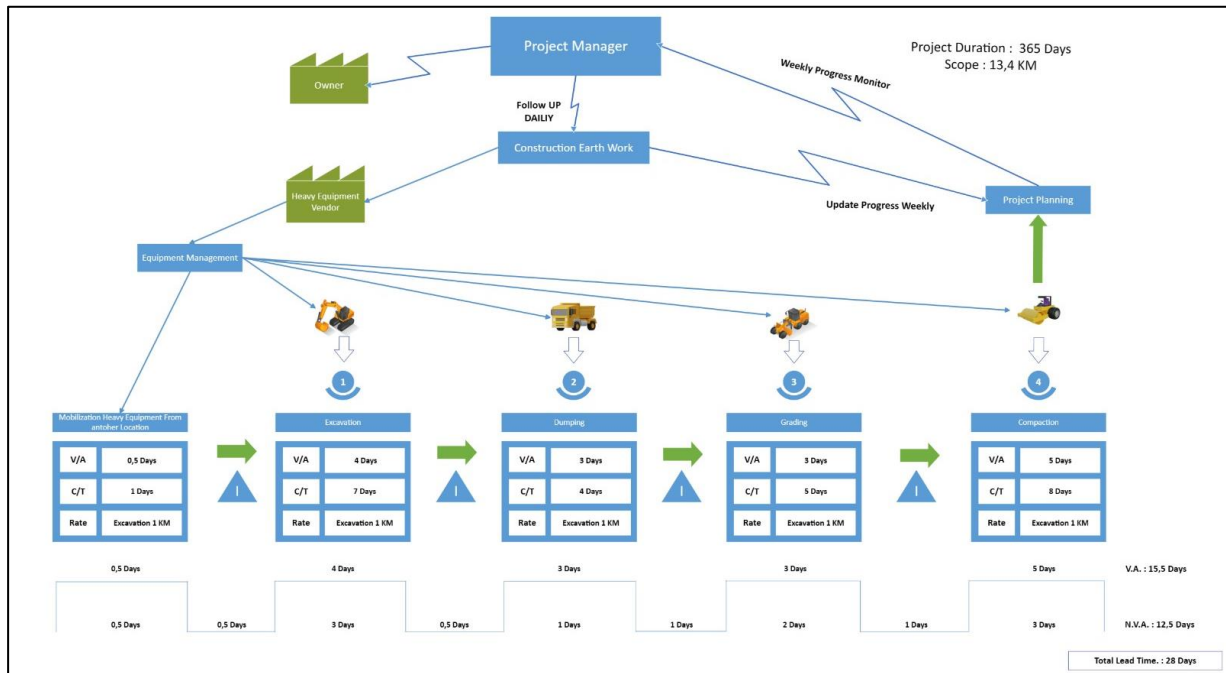 Project Manager
Project Duration : 365 Days
Scope : 13,4 KM
Owner
Weekly Progress Monitor
Follow UP
DAILIY
Construction Earth Work
Heavy Equipment
Vendor
Project Planning
Update Progress Weekly
Equipment Management
1
2
3
4
Mobilization Heavy Equipment From
antoher Location
V/A 0,5 Days
C/T 1 Days
Rate Excavation 1 KM
I
Excavation
V/A 4 Days
C/T 7 Days
Rate Excavation 1 KM
I
Dumping
V/A 3 Days
C/T 4 Days
Rate Excavation 1 KM
I
Grading
V/A 3 Days
C/T 5 Days
Rate Excavation 1 KM
I
Compaction
V/A 5 Days
C/T 8 Days
Rate Excavation 1 KM
0,5 Days 4 Days 3 Days 3 Days 5 Days V.A. : 15,5 Days
0,5 Days 0,5 Days 3 Days 0,5 Days 1 Days 1 Days 2 Days 1 Days 3 Days N.V.A. : 12,5 Days
Total Lead Time. : 28 Days